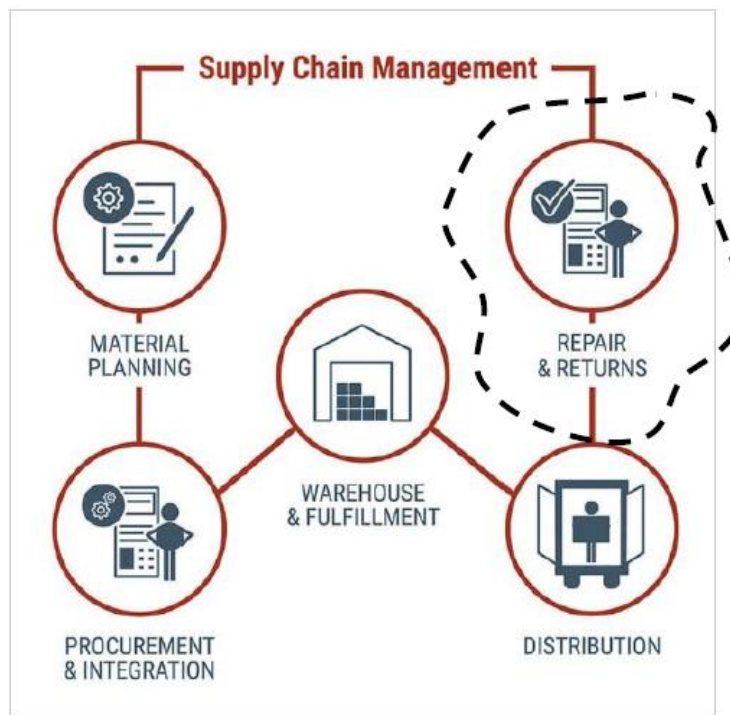 Supply Chain Management
MATERIAL
PLANNING
REPAIR
& RETURNS
WAREHOUSE
& FULFILLMENT
PROCUREMENT
& INTEGRATION
DISTRIBUTION